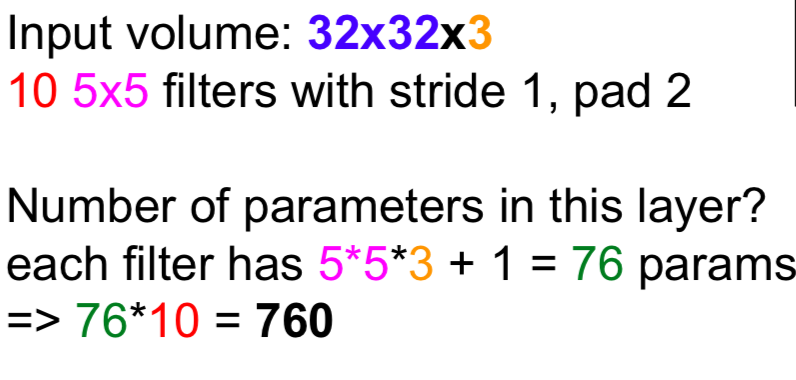 Input volume: 32x32x3
10 5x5 filters with stride 1, pad 2
Number of parameters in this layer?
each filter has 5*5*3 + 1 = 76 params
=> 76*10 = 760